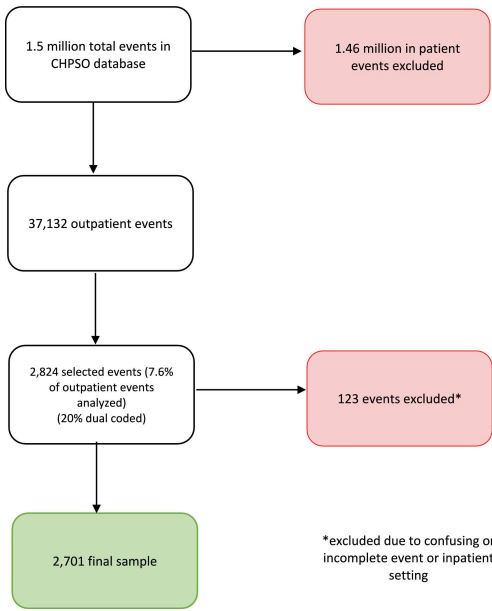 1.5 million total events in
CHPSO database
1.46 million in patient
events excluded
37,132 outpatient events
2,824 selected events (7.6%
of outpatient events
analyzed)
(20% dual coded)
123 events excluded*
2,701 final sample
*excluded due to confusing or
incomplete event or inpatient
setting